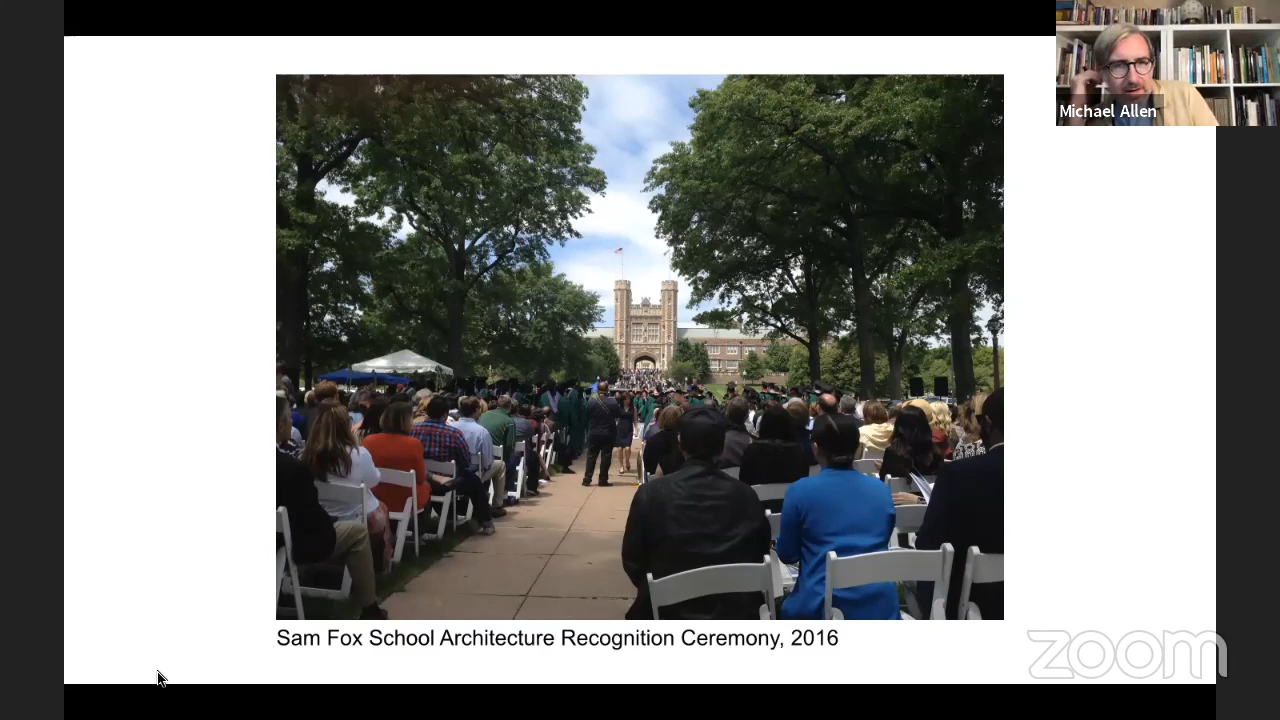 Michael Allen
Sam Fox School Architecture Recognition Ceremony, 2016
zoom